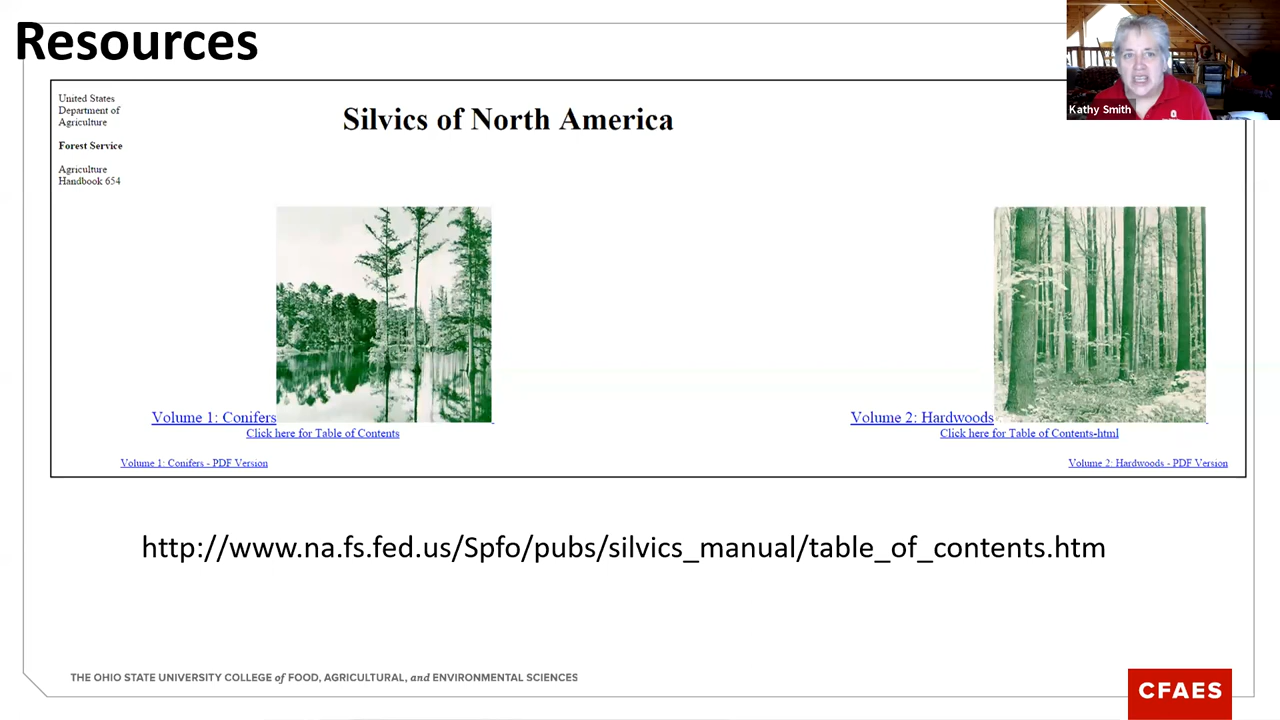 Resources
Kathy Smith
United States
Department of
Agriculture
Forest Service
Agriculture
Handbook 654
Silvics of North America
Volume 1: Conifers
Click here for Table of Contents
Volume 1: Conifers - PDF Version
Volume 2: Hardwoods
Click here for Table of Contents-html
Volume 2: Hardwoods - PDF Version
http://www.na.fs.fed.us/Spfo/pubs/silvics_manual/table_of_contents.htm
THE OHIO STATE UNIVERSITY COLLEGE of FOOD, AGRICULTURAL, and ENVIRONMENTAL SCIENCES
CFAES